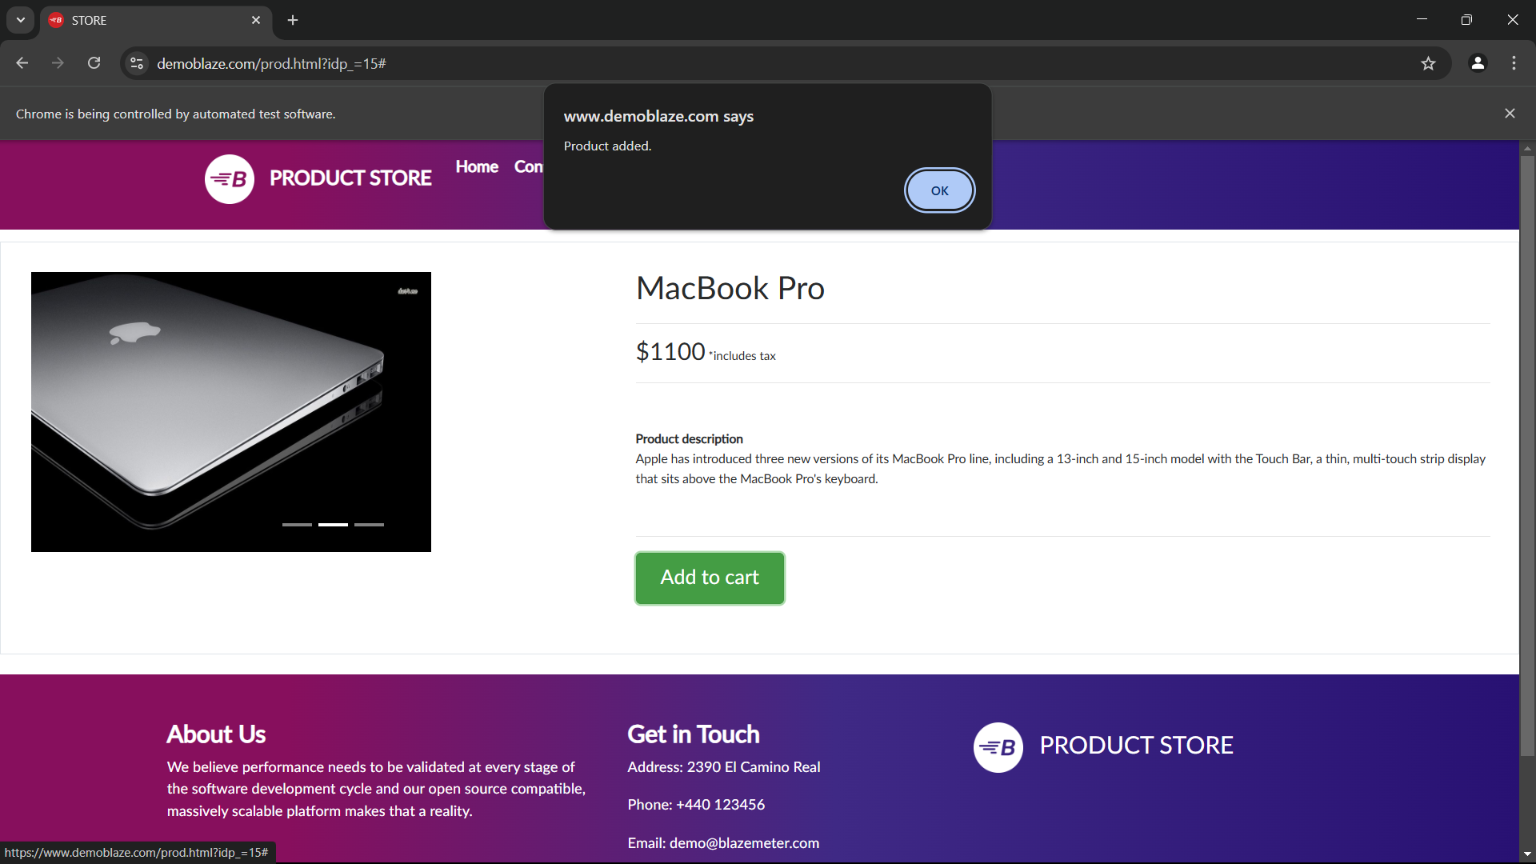 STORE
demoblaze.com/prod.html?idp_=15#
Chrome is being controlled by automated test software.
www.demoblaze.com says
Product added.
OK
B PRODUCT STORE
Home
Con
MacBook Pro
$1100 *includes tax
Product description
Apple has introduced three new versions of its MacBook Pro line, including a 13-inch and 15-inch model with the Touch Bar, a thin, multi-touch strip display
that sits above the MacBook Pro's keyboard.
Add to cart
About Us
We believe performance needs to be validated at every stage of
the software development cycle and our open source compatible,
massively scalable platform makes that a reality.
Get in Touch
Address: 2390 El Camino Real
Phone: +440 123456
Email: demo@blazemeter.com
B PRODUCT STORE
https://www.demoblaze.com/prod.html?idp_=15#